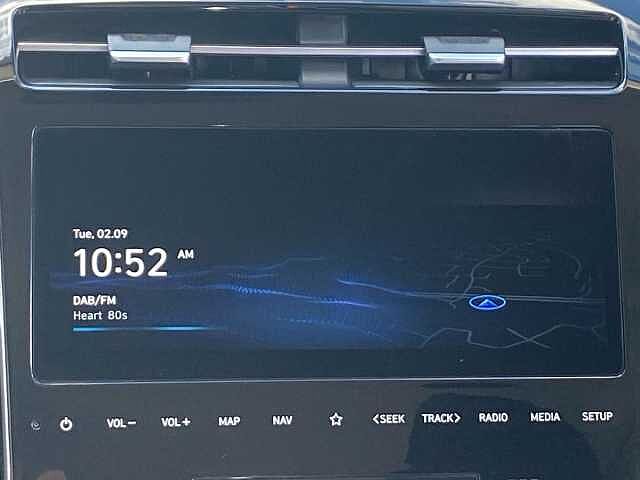 Tue, 02.09
10:52 AM
DAB/FM
Heart 80s
VOL− VOL+ MAP NAV <SEEK TRACK> RADIO MEDIA SETUP